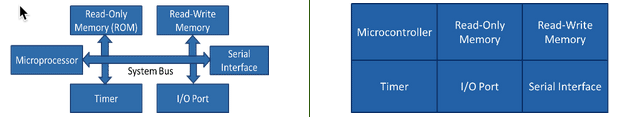 Read-Only
Memory (ROM)
Read-Write
Memory
Microprocessor
System Bus
Serial
Interface
Timer
I/O Port
Microcontroller
Read-Only
Memory
Read-Write
Memory
Timer
I/O Port
Serial Interface